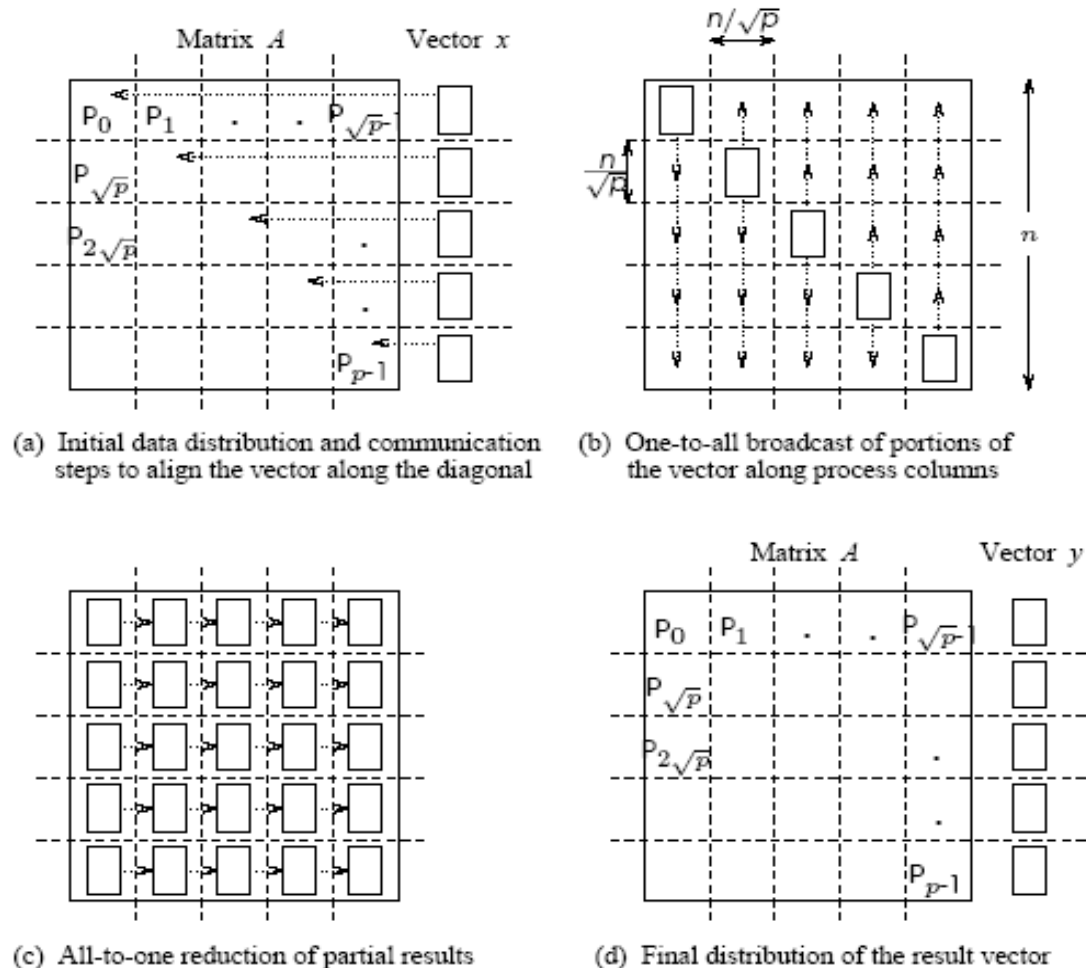 Matrix A Vector x
P₀ P₁ . . P√p-1
P√p
P₂√p .
.
Pp-1
(a) Initial data distribution and communication
steps to align the vector along the diagonal
n/√p
n/√p
n
(b) One-to-all broadcast of portions of
the vector along process columns
(c) All-to-one reduction of partial results
Matrix A Vector y
P₀ P₁ . . P√p-1
P√p
P₂√p .
.
Pp-1
(d) Final distribution of the result vector